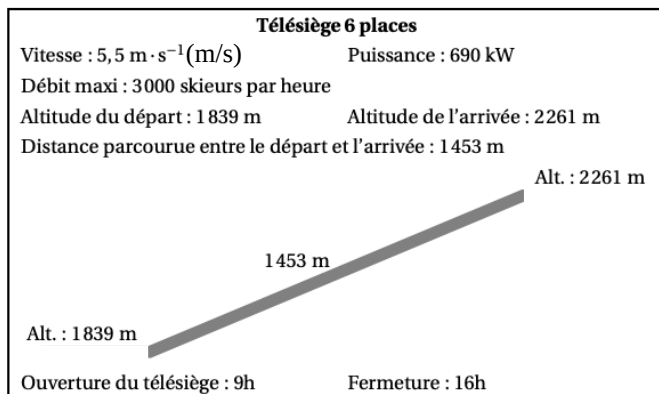 Télésiège 6 places
Vitesse : 5,5 m·s⁻¹(m/s) Puissance : 690 kW
Débit maxi : 3000 skieurs par heure
Altitude du départ : 1839 m Altitude de l'arrivée : 2261 m
Distance parcourue entre le départ et l'arrivée : 1453 m
Alt. : 2261 m
1453 m
Alt. : 1839 m
Ouverture du télésiège : 9h Fermeture : 16h